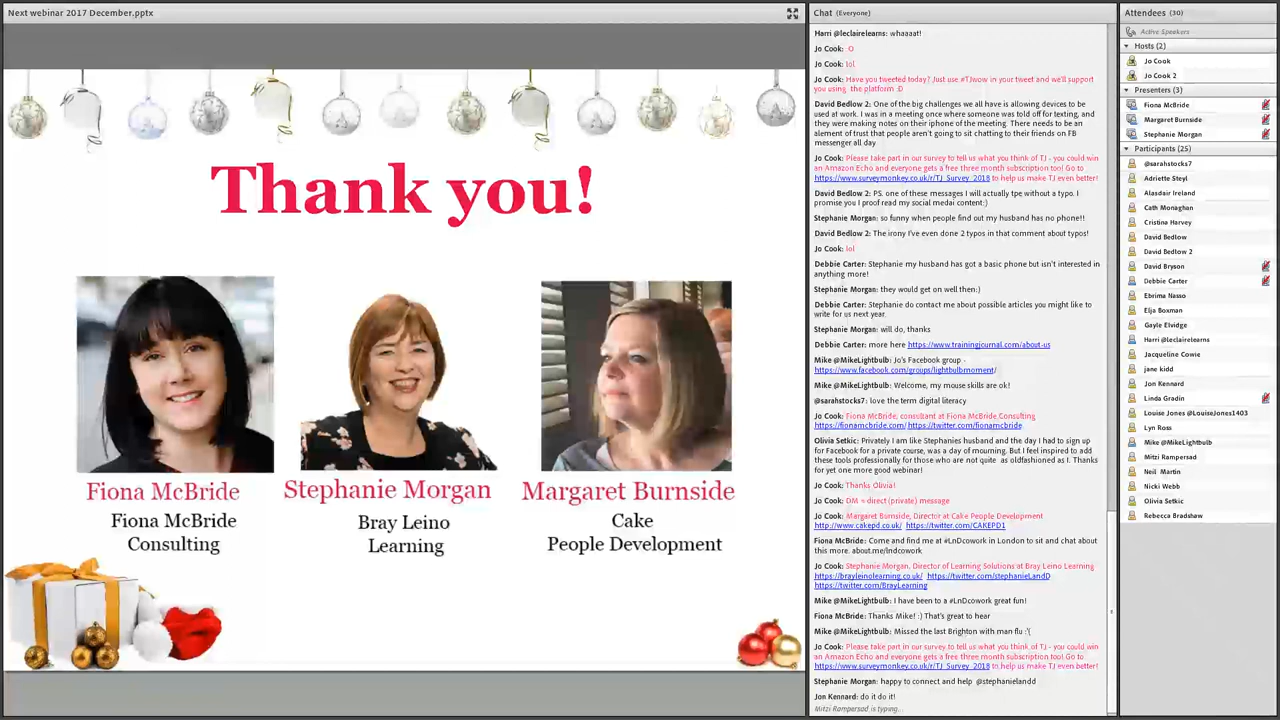 Next webinar 2017 December.pptx
Thank you!
Fiona McBride
Fiona McBride
Consulting
Stephanie Morgan
Bray Leino
Learning
Margaret Burnside
Cake
People Development
Chat (Everyone)
Harri @leclairelearns: whaaaat!
Jo Cook: :O
Jo Cook: lol
Jo Cook: Have you tweeted today? Just use #TJwow in your tweet and we'll support
you using the platform :D
David Bedlow 2: One of the big challenges we all have is allowing devices to be
used at work. I was in a meeting once where someone was told off for texting, and
they were making notes on their iphone of the meeting. There needs to be an
alement of trust that people aren't going to sit chatting to their friends on FB
messenger all day
Jo Cook: Please take part in our survey to tell us what you think of TJ - you could win
an Amazon Echo and everyone gets a free three month subscription too! Go to
https://www.surveymonkey.co.uk/r/TJ_Survey_2018 to help us make TJ even better!
David Bedlow 2: PS. one of these messages I will actually tpe without a typo. I
promise you I proof read my social medai content:)
Stephanie Morgan: so funny when people find out my husband has no phone!!
David Bedlow 2: The irony I've even done 2 typos in that comment about typos!
Jo Cook: lol
Debbie Carter: Stephanie my husband has got a basic phone but isn't interested in
anything more!
Stephanie Morgan: they would get on well then:)
Debbie Carter: Stephanie do contact me about possible articles you might like to
write for us next year.
Stephanie Morgan: will do, thanks
Debbie Carter: more here https://www.trainingjournal.com/about-us
Mike @MikeLightbulb: Jo's Facebook group -
https://www.facebook.com/groups/lightbulbmoment/
Mike @MikeLightbulb: Welcome, my mouse skills are ok!
@sarahstocks7: love the term digital literacy
Jo Cook: Fiona McBride, consultant at Fiona McBride Consulting
https://fionamcbride.com/ https://twitter.com/fionamcbride
Olivia Setkic: Privately I am like Stephanies husband and the day I had to sign up
for Facebook for a private course, was a day of mourning. But I feel inspired to add
these tools professionally for those who are not quite as oldfashioned as I. Thanks
for yet one more good webinar!
Jo Cook: Thanks Olivia!
Jo Cook: DM = direct (private) message
Jo Cook: Margaret Burnside, Director at Cake People Development
http://www.cakepd.co.uk/ https://twitter.com/CAKEPD1
Fiona McBride: Come and find me at #LnDcowork in London to sit and chat about
this more. about.me/lndcowork
Jo Cook: Stephanie Morgan, Director of Learning Solutions at Bray Leino Learning
https://brayleinolearning.co.uk/ https://twitter.com/stephanieLandD
https://twitter.com/BrayLearning
Mike @MikeLightbulb: I have been to a #LnDcowork great fun!
Fiona McBride: Thanks Mike! :) That's great to hear
Mike @MikeLightbulb: Missed the last Brighton with man flu :'(
Jo Cook: Please take part in our survey to tell us what you think of TJ - you could win
an Amazon Echo and everyone gets a free three month subscription too! Go to
https://www.surveymonkey.co.uk/r/TJ_Survey_2018 to help us make TJ even better!
Stephanie Morgan: happy to connect and help @stephanielandd
Jon Kennard: do it do it!
Mitzi Rampersad is typing...
Attendees (30)
Active Speakers
Hosts (2)
Jo Cook
Jo Cook 2
Presenters (3)
Fiona McBride
Margaret Burnside
Stephanie Morgan
Participants (25)
@sarahstocks7
Adriette Steyl
Alasdair Ireland
Cath Monaghan
Cristina Harvey
David Bedlow
David Bedlow 2
David Bryson
Debbie Carter
Ebrima Nasso
Elja Boxman
Gayle Elvidge
Harri @leclairelearns
Jacqueline Cowie
jane kidd
Jon Kennard
Linda Gradin
Louise Jones @LouiseJones1403
Lyn Ross
Mike @MikeLightbulb
Mitzi Rampersad
Neil Martin
Nicki Webb
Olivia Setkic
Rebecca Bradshaw